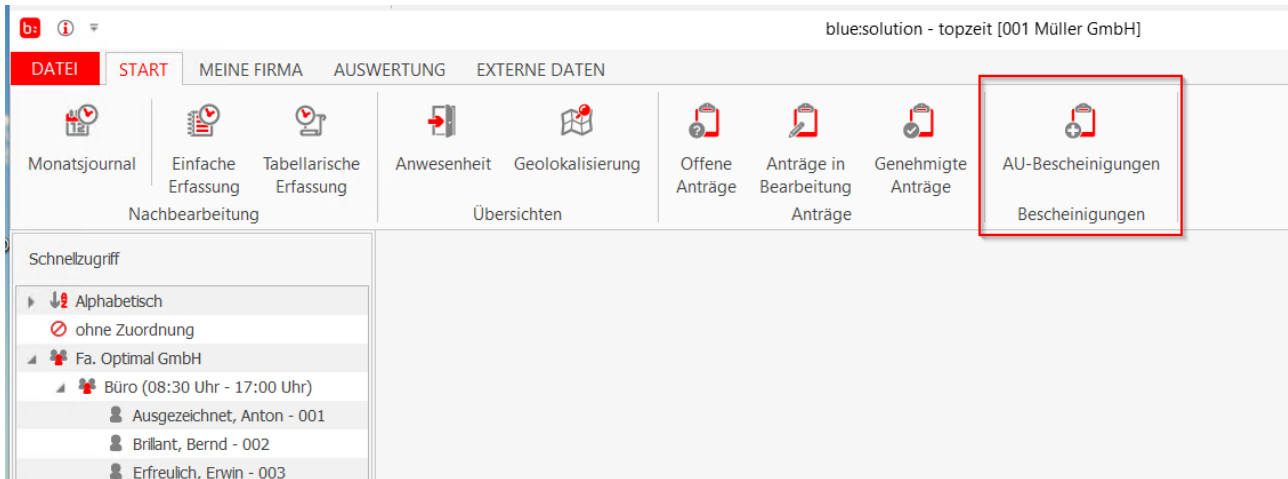 b:
blue:solution - topzeit [001 Müller GmbH]
DATEI START MEINE FIRMA AUSWERTUNG EXTERNE DATEN
12
Monatsjournal
Einfache
Erfassung
Tabellarische
Erfassung
Nachbearbeitung
Anwesenheit
Geolokalisierung
Übersichten
Offene
Anträge
Anträge in
Bearbeitung
Genehmigte
Anträge
Anträge
AU-Bescheinigungen
Bescheinigungen
Schnellzugriff
Alphabetisch
ohne Zuordnung
Fa. Optimal GmbH
Büro (08:30 Uhr - 17:00 Uhr)
Ausgezeichnet, Anton - 001
Brillant, Bernd - 002
Erfreulich, Erwin - 003